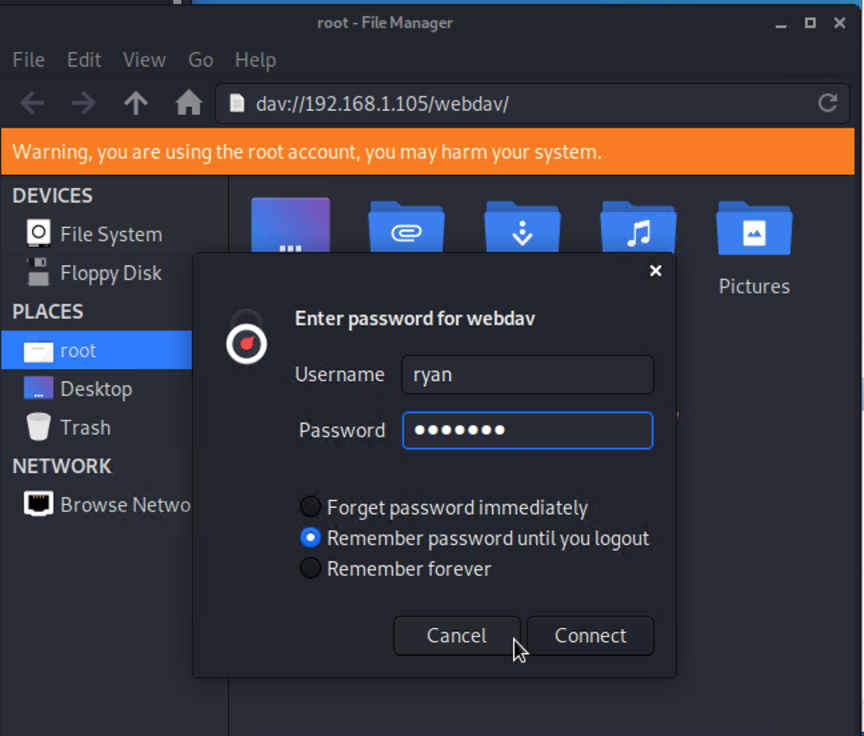 root - File Manager
File Edit View Go Help
dav://192.168.1.105/webdav/
Warning, you are using the root account, you may harm your system.
DEVICES
File System
Floppy Disk
PLACES
root
Desktop
Trash
NETWORK
Browse Netwo
Pictures
Enter password for webdav
Username ryan
Password •••••••
Forget password immediately
Remember password until you logout
Remember forever
Cancel Connect